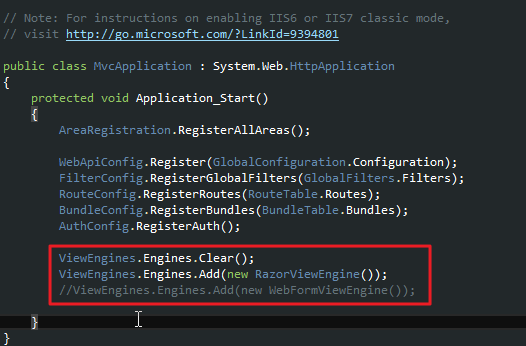 // Note: For instructions on enabling IIS6 or IIS7 classic mode,
// visit http://go.microsoft.com/?LinkId=9394801
public class MvcApplication : System.Web.HttpApplication
{
protected void Application_Start()
{
AreaRegistration.RegisterAllAreas();
WebApiConfig.Register(GlobalConfiguration.Configuration);
FilterConfig.RegisterGlobalFilters(GlobalFilters.Filters);
RouteConfig.RegisterRoutes(RouteTable.Routes);
BundleConfig.RegisterBundles(BundleTable.Bundles);
AuthConfig.RegisterAuth();
ViewEngines.Engines.Clear();
ViewEngines.Engines.Add(new RazorViewEngine());
//ViewEngines.Engines.Add(new WebFormViewEngine());
}
}